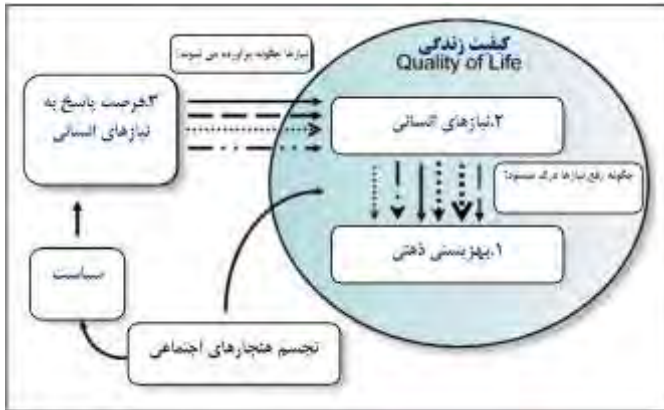 کیفیت زندگی
Quality of Life
نیازها چگونه برآورده می شوند؟
۳.فرصت پاسخ به
نیازهای انسانی
۲.نیازهای انسانی
چگونه رفع نیازها درک میشود؟
۱.بهزیستی ذهنی
سیاست
تجسم هنجارهای اجتماعی